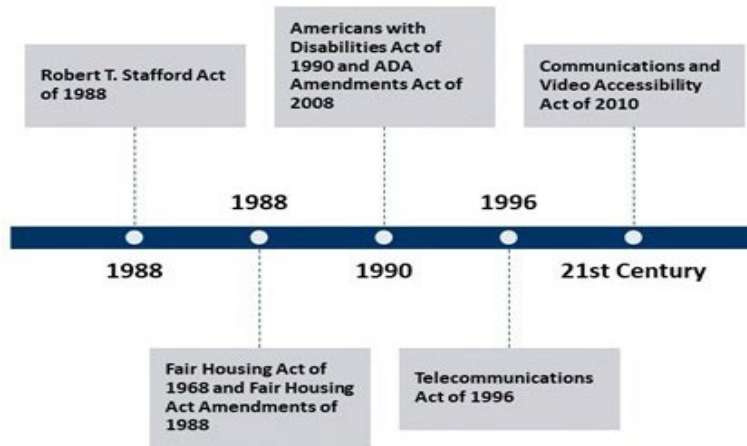 Robert T. Stafford Act
of 1988
Americans with
Disabilities Act of
1990 and ADA
Amendments Act of
2008
Communications and
Video Accessibility
Act of 2010
1988
1996
1988
1990
21st Century
Fair Housing Act of
1968 and Fair Housing
Act Amendments of
1988
Telecommunications
Act of 1996